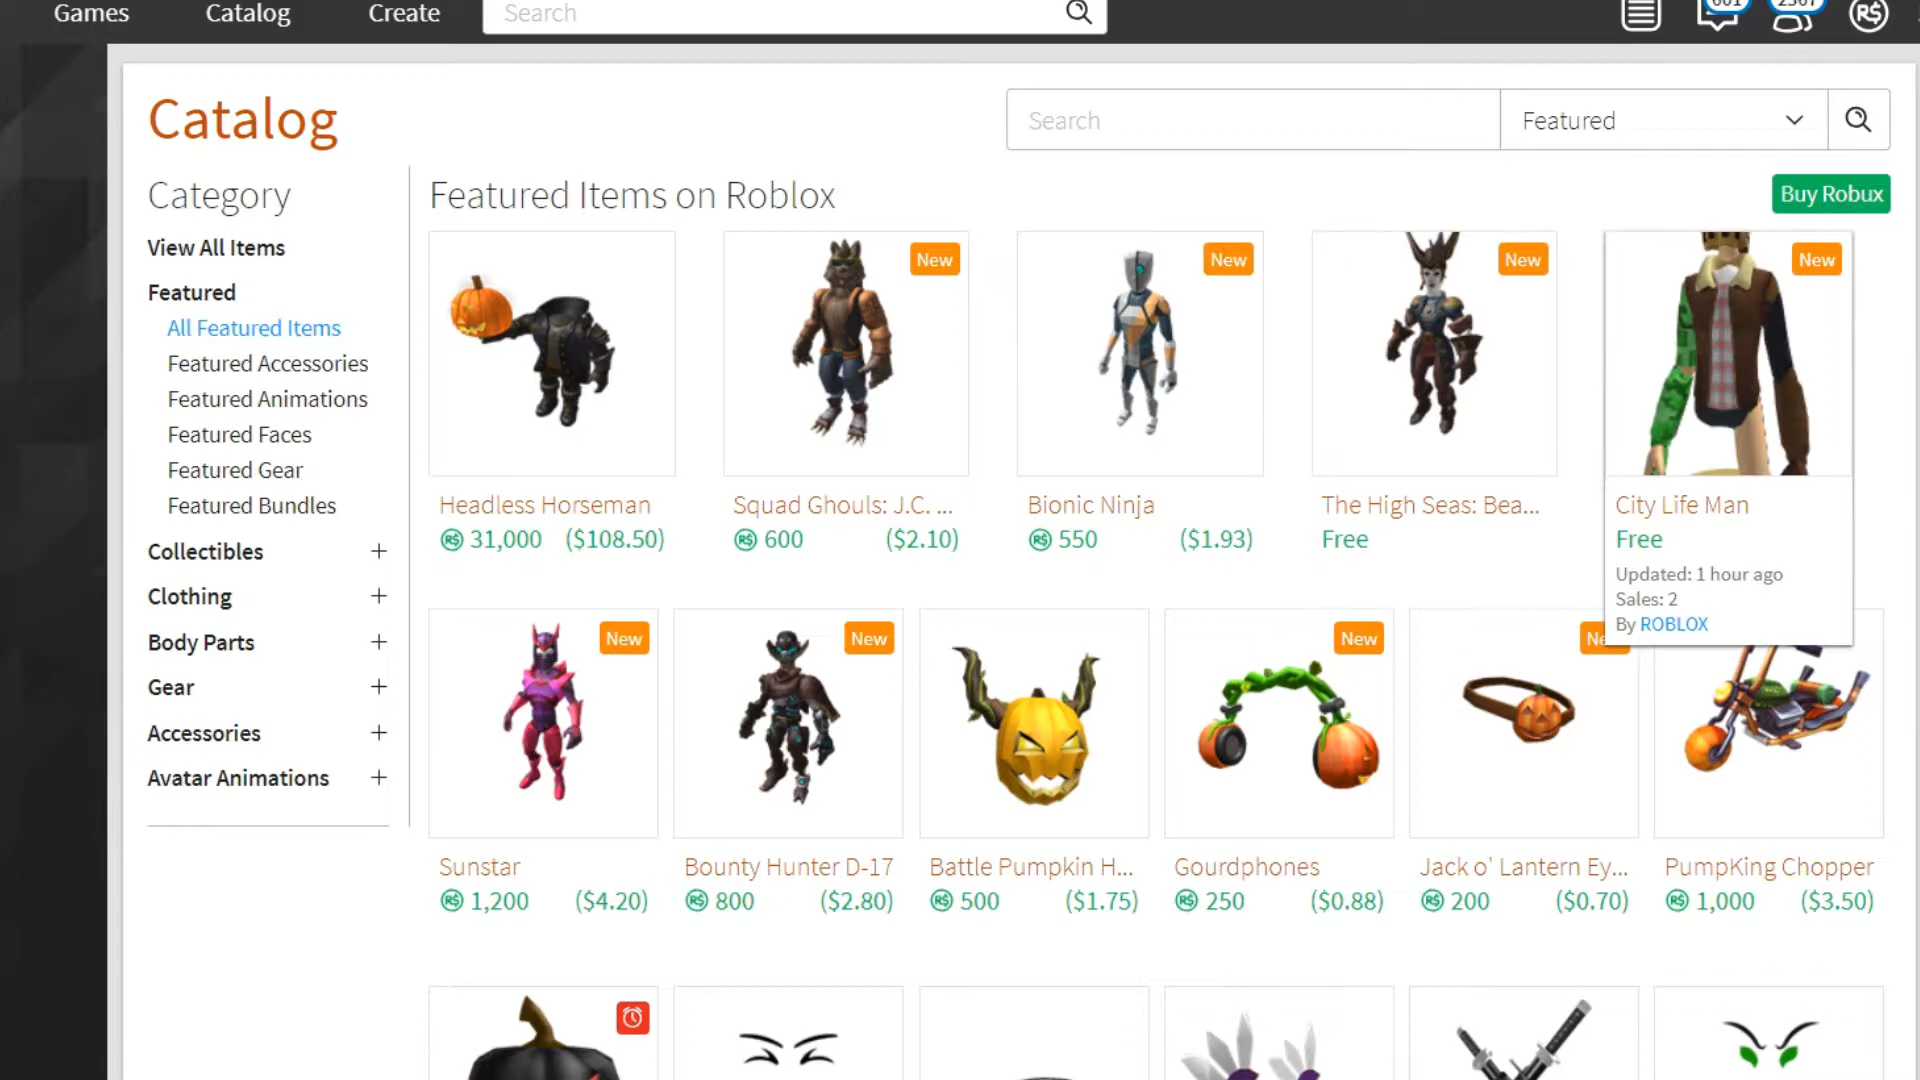 Games Catalog Create Search
Catalog
Search Featured
Category
Featured Items on Roblox
Buy Robux
View All Items
Featured
All Featured Items
Featured Accessories
Featured Animations
Featured Faces
Featured Gear
Featured Bundles
Collectibles +
Clothing +
Body Parts +
Gear +
Accessories +
Avatar Animations +
New
New
New
New
Headless Horseman
R$ 31,000 ($108.50)
Squad Ghouls: J.C. ...
R$ 600 ($2.10)
Bionic Ninja
R$ 550 ($1.93)
The High Seas: Bea...
Free
City Life Man
Free
Updated: 1 hour ago
Sales: 2
By ROBLOX
New
New
New
Sunstar
R$ 1,200 ($4.20)
Bounty Hunter D-17
R$ 800 ($2.80)
Battle Pumpkin H...
R$ 500 ($1.75)
Gourdphones
R$ 250 ($0.88)
Jack o' Lantern Ey...
R$ 200 ($0.70)
PumpKing Chopper
R$ 1,000 ($3.50)